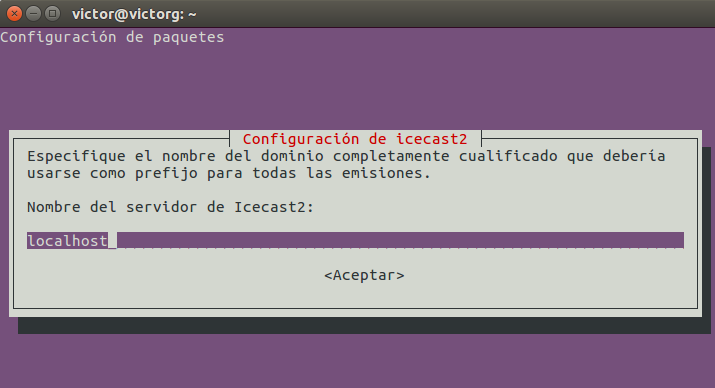 victor@victorg: ~
Configuración de paquetes
Configuración de icecast2
Especifique el nombre del dominio completamente cualificado que debería
usarse como prefijo para todas las emisiones.
Nombre del servidor de Icecast2:
localhost
<Aceptar>